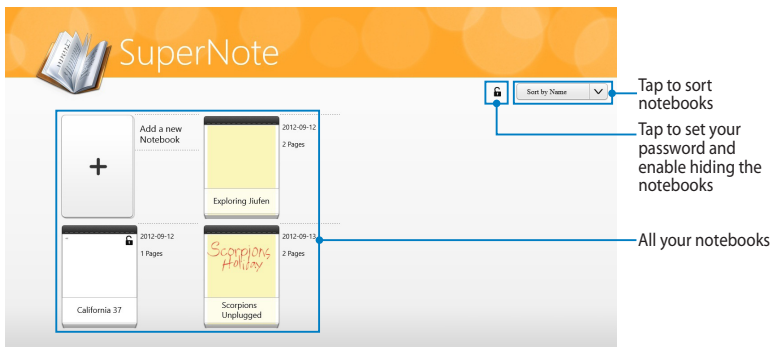 SuperNote
Sort by Name
Tap to sort
notebooks
Tap to set your
password and
enable hiding the
notebooks
Add a new
Notebook
2012-09-12
2 Pages
Exploring Jiufen
2012-09-12
1 Pages
California 37
Scorpions
Holiday
2012-09-13
2 Pages
Scorpions
Unplugged
All your notebooks